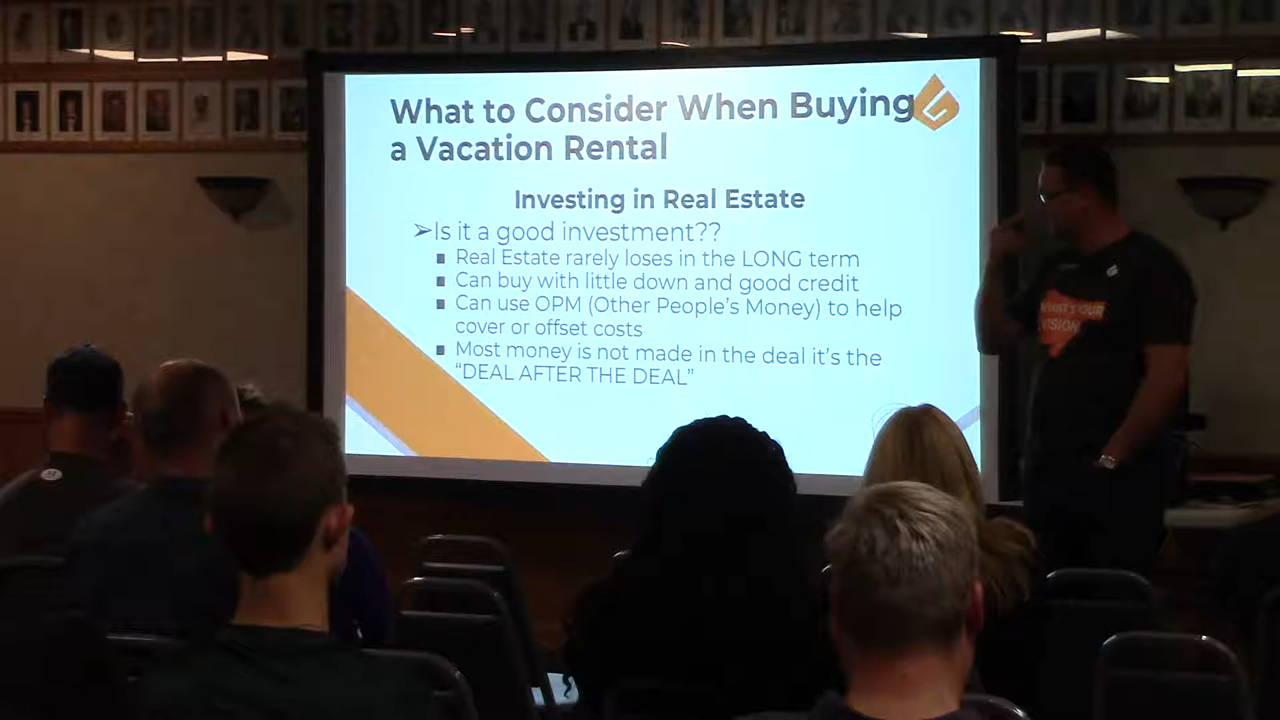 What to Consider When Buying
a Vacation Rental
Investing in Real Estate
➢Is it a good investment??
▪ Real Estate rarely loses in the LONG term
▪ Can buy with little down and good credit
▪ Can use OPM (Other People's Money) to help
cover or offset costs
▪ Most money is not made in the deal it's the
“DEAL AFTER THE DEAL”
WHAT'S OUR
VISION